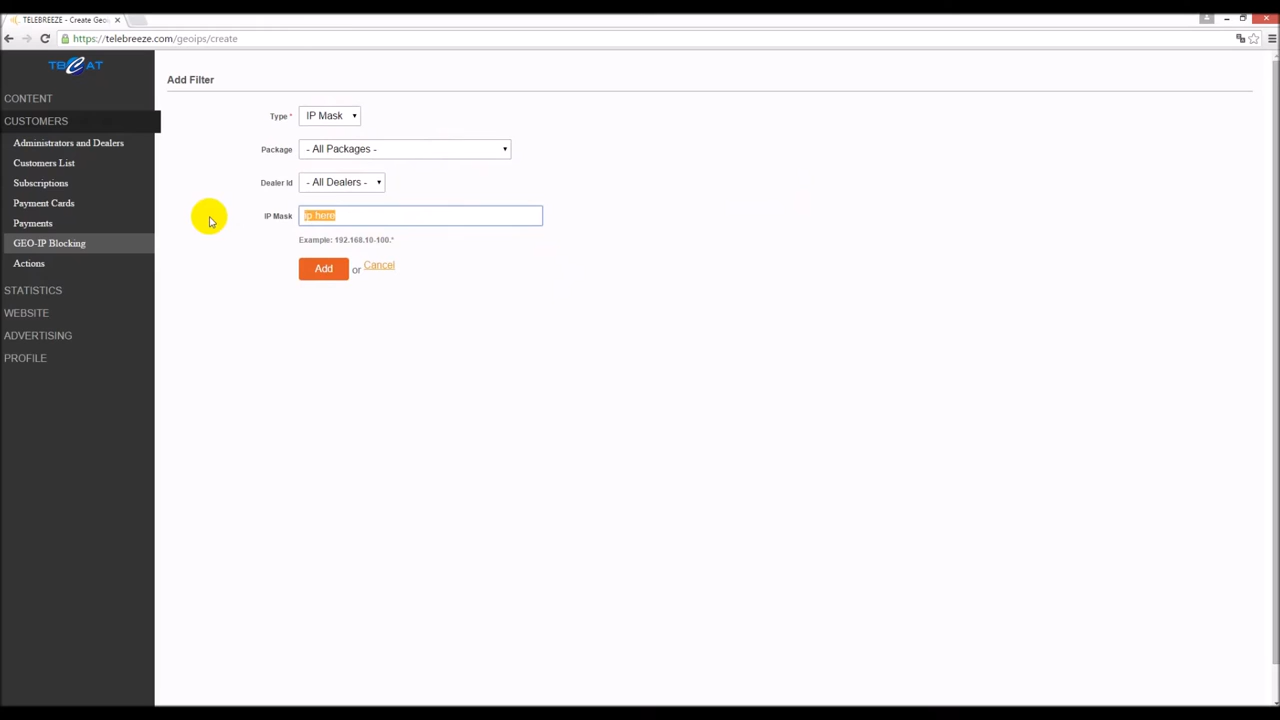 TELEBREEZE - Create Geo
https://telebreeze.com/geoips/create
TBCAT
CONTENT
CUSTOMERS
Administrators and Dealers
Customers List
Subscriptions
Payment Cards
Payments
GEO-IP Blocking
Actions
STATISTICS
WEBSITE
ADVERTISING
PROFILE
Add Filter
Type * IP Mask
Package - All Packages -
Dealer Id - All Dealers -
IP Mask ip here
Example: 192.168.10-100.*
Add or Cancel